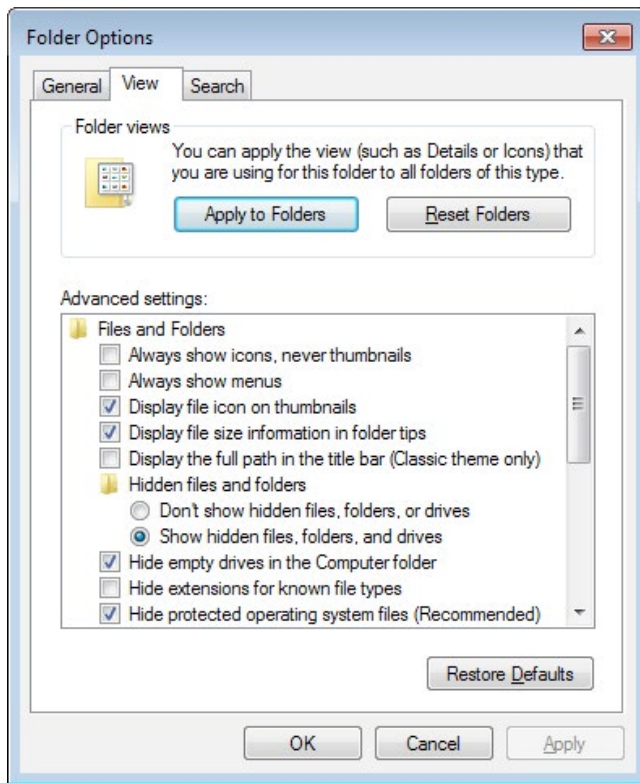 Folder Options
General
View
Search
Folder views
You can apply the view (such as Details or Icons) that
you are using for this folder to all folders of this type.
Apply to Folders
Reset Folders
Advanced settings:
Files and Folders
Always show icons, never thumbnails
Always show menus
Display file icon on thumbnails
Display file size information in folder tips
Display the full path in the title bar (Classic theme only)
Hidden files and folders
Don't show hidden files, folders, or drives
Show hidden files, folders, and drives
Hide empty drives in the Computer folder
Hide extensions for known file types
Hide protected operating system files (Recommended)
Restore Defaults
OK
Cancel
Apply